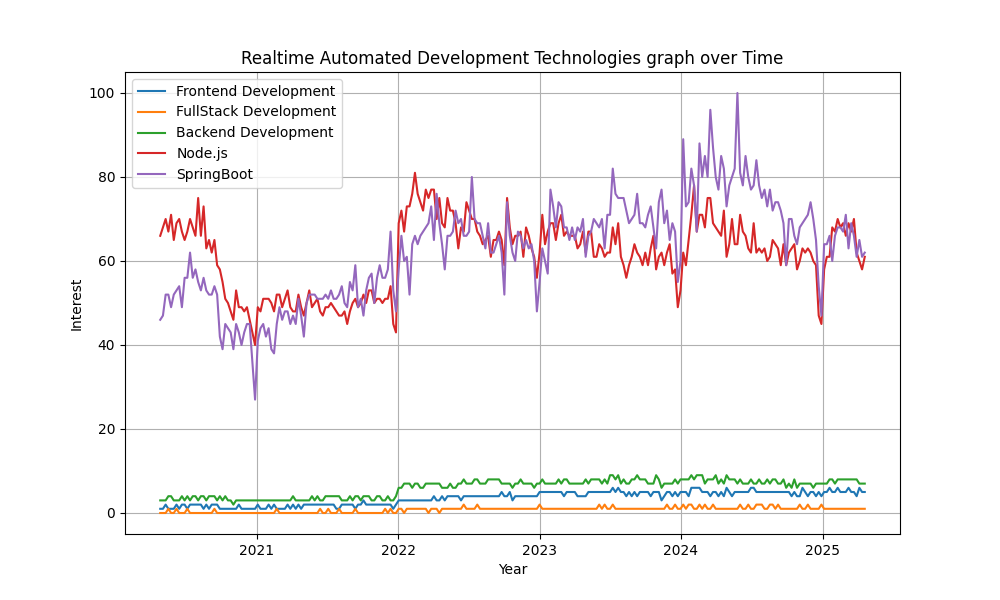 Realtime Automated Development Technologies graph over Time
Frontend Development
FullStack Development
Backend Development
Node.js
SpringBoot
100
80
60
40
20
0
Interest
2021
2022
2023
2024
2025
Year